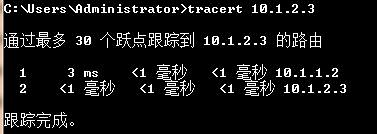 C:\Users\Administrator>tracert 10.1.2.3
通过最多 30 个跃点跟踪到 10.1.2.3 的路由
1 3 ms <1 毫秒 <1 毫秒 10.1.1.2
2 <1 毫秒 <1 毫秒 <1 毫秒 10.1.2.3
跟踪完成。